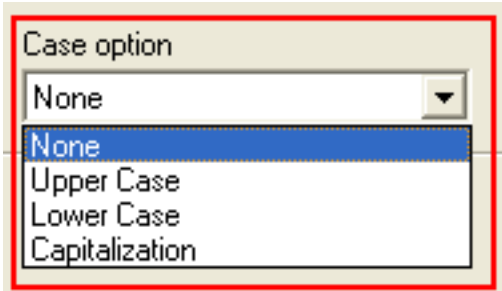 Case option
None
None
Upper Case
Lower Case
Capitalization